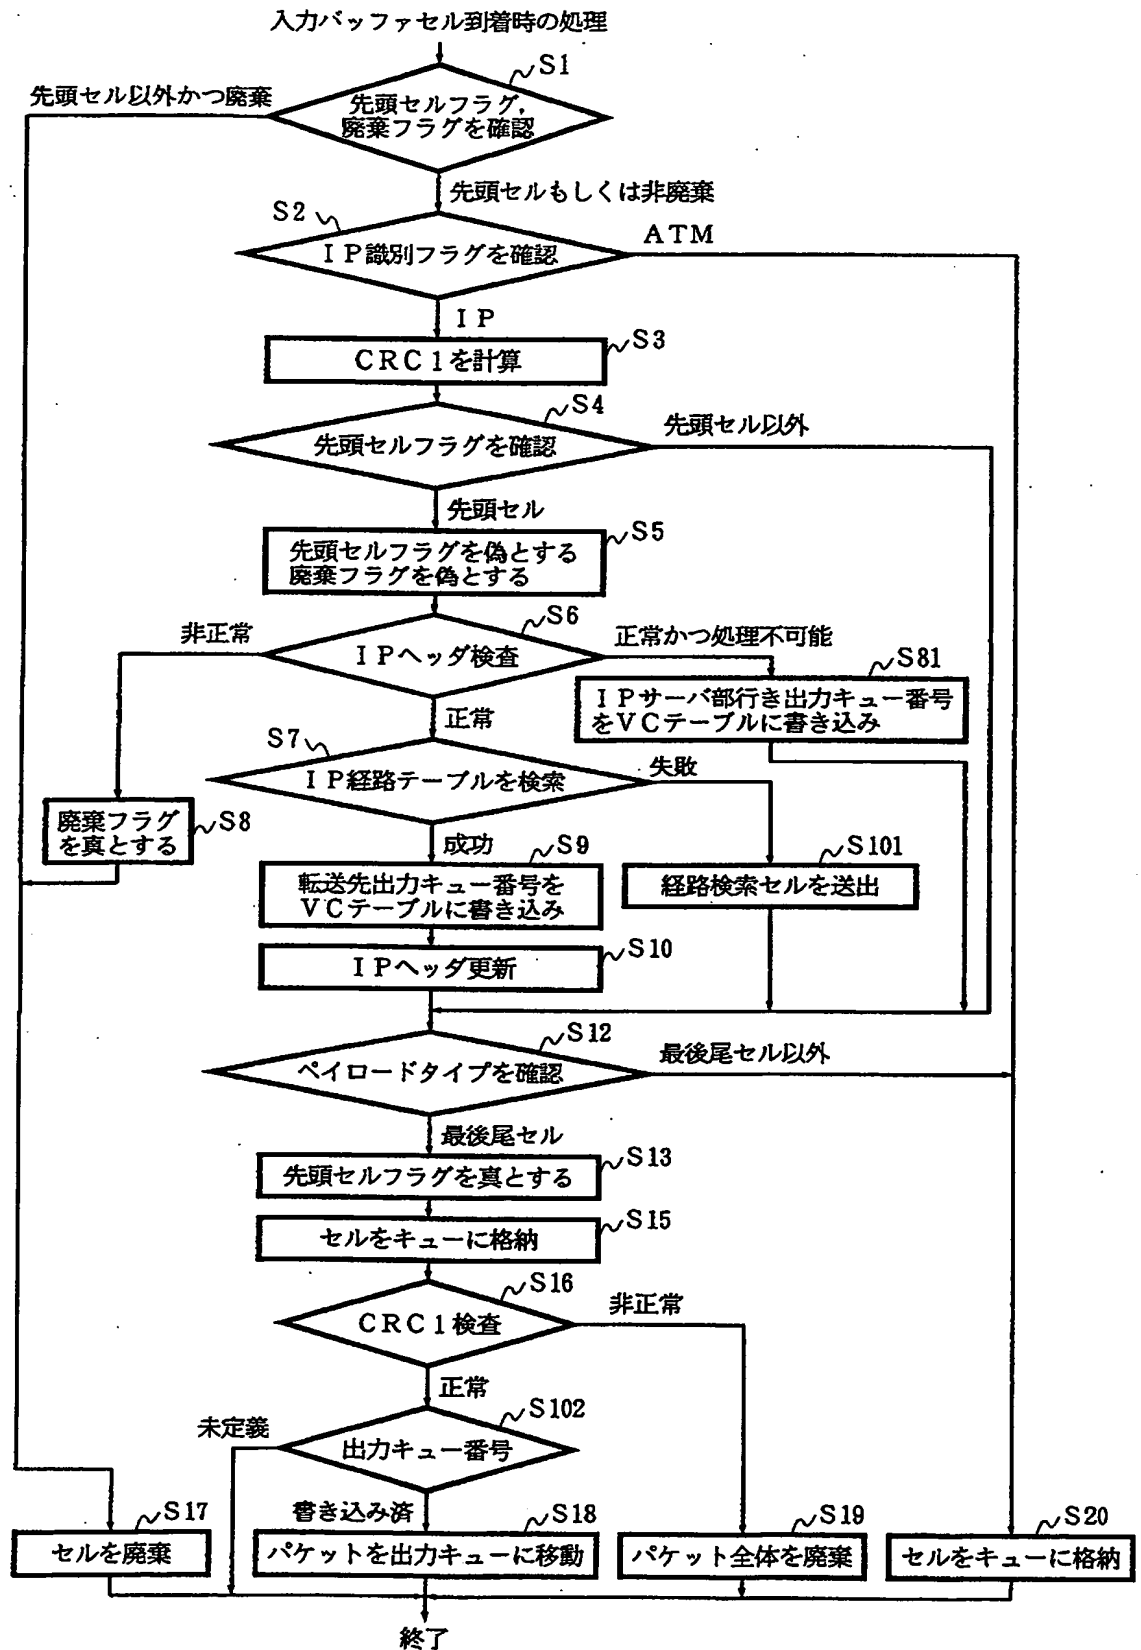 入力バッファセル到着時の処理
S1
先頭セル以外かつ廃棄
先頭セルフラグ,
廃棄フラグを確認
先頭セルもしくは非廃棄
S2
ATM
IP識別フラグを確認
IP
S3
CRC1を計算
S4
先頭セル以外
先頭セルフラグを確認
先頭セル
S5
先頭セルフラグを偽とする
廃棄フラグを偽とする
S6
非正常
正常かつ処理不可能
IPヘッダ検査
S81
IPサーバ部行き出力キュー番号
をVCテーブルに書き込み
正常
S7
失敗
IP経路テーブルを検索
S8
廃棄フラグ
を真とする
成功
S9
S101
転送先出力キュー番号を
VCテーブルに書き込み
経路検索セルを送出
S10
IPヘッダ更新
S12
最後尾セル以外
ペイロードタイプを確認
最後尾セル
S13
先頭セルフラグを真とする
S15
セルをキューに格納
S16
非正常
CRC1検査
正常
S102
未定義
出力キュー番号
書き込み済
S17
S18
S19
S20
セルを廃棄
パケットを出力キューに移動
パケット全体を廃棄
セルをキューに格納
終了